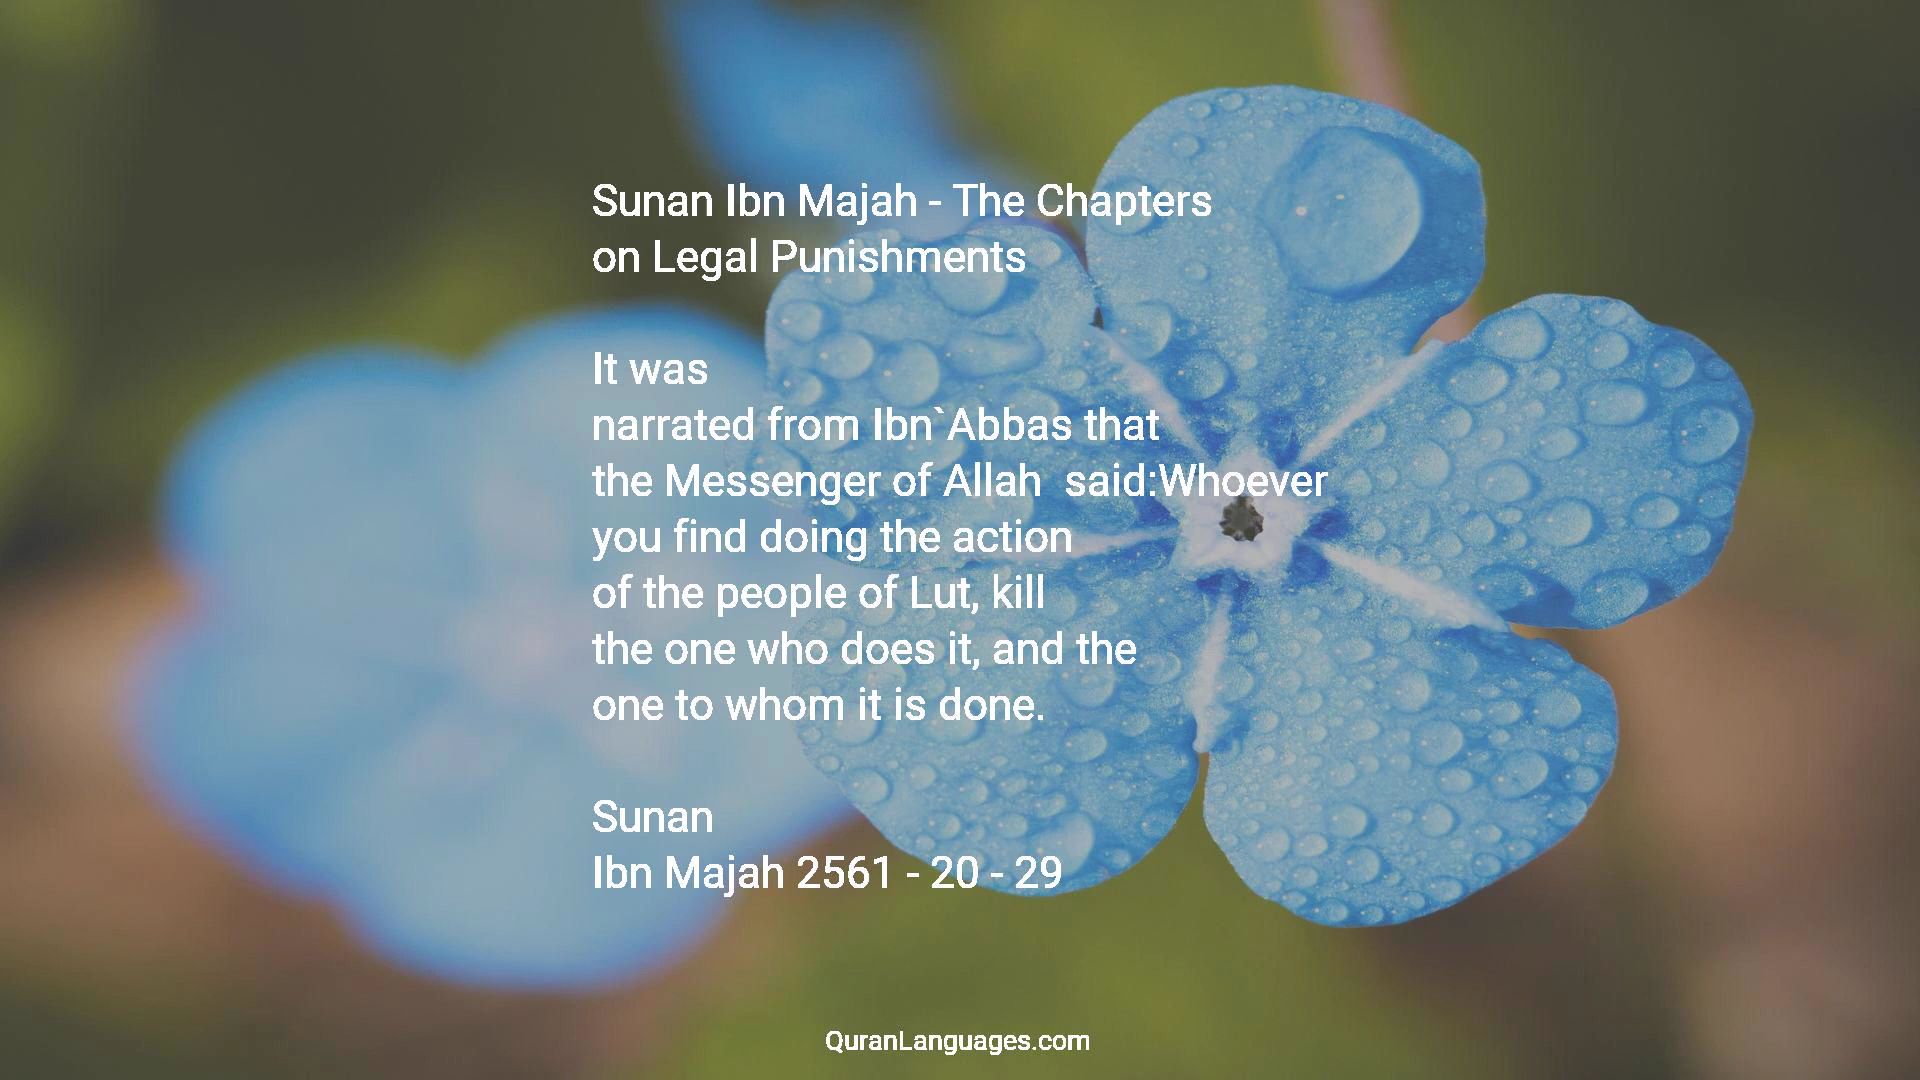 Sunan Ibn Majah - The Chapters
on Legal Punishments
It was
narrated from Ibn`Abbas that
the Messenger of Allah  said:Whoever
you find doing the action
of the people of Lut, kill
the one who does it, and the
one to whom it is done.
Sunan
Ibn Majah 2561 - 20 - 29
QuranLanguages.com